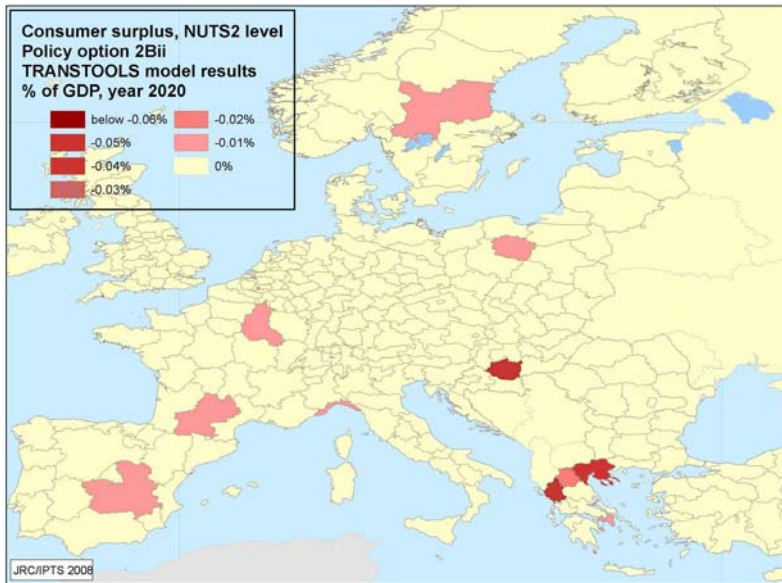 Consumer surplus, NUTS2 level
Policy option 2Bii
TRANSTOOLS model results
% of GDP, year 2020
below -0.06%
-0.02%
-0.05%
-0.01%
-0.04%
0%
-0.03%
JRC/IPTS 2008